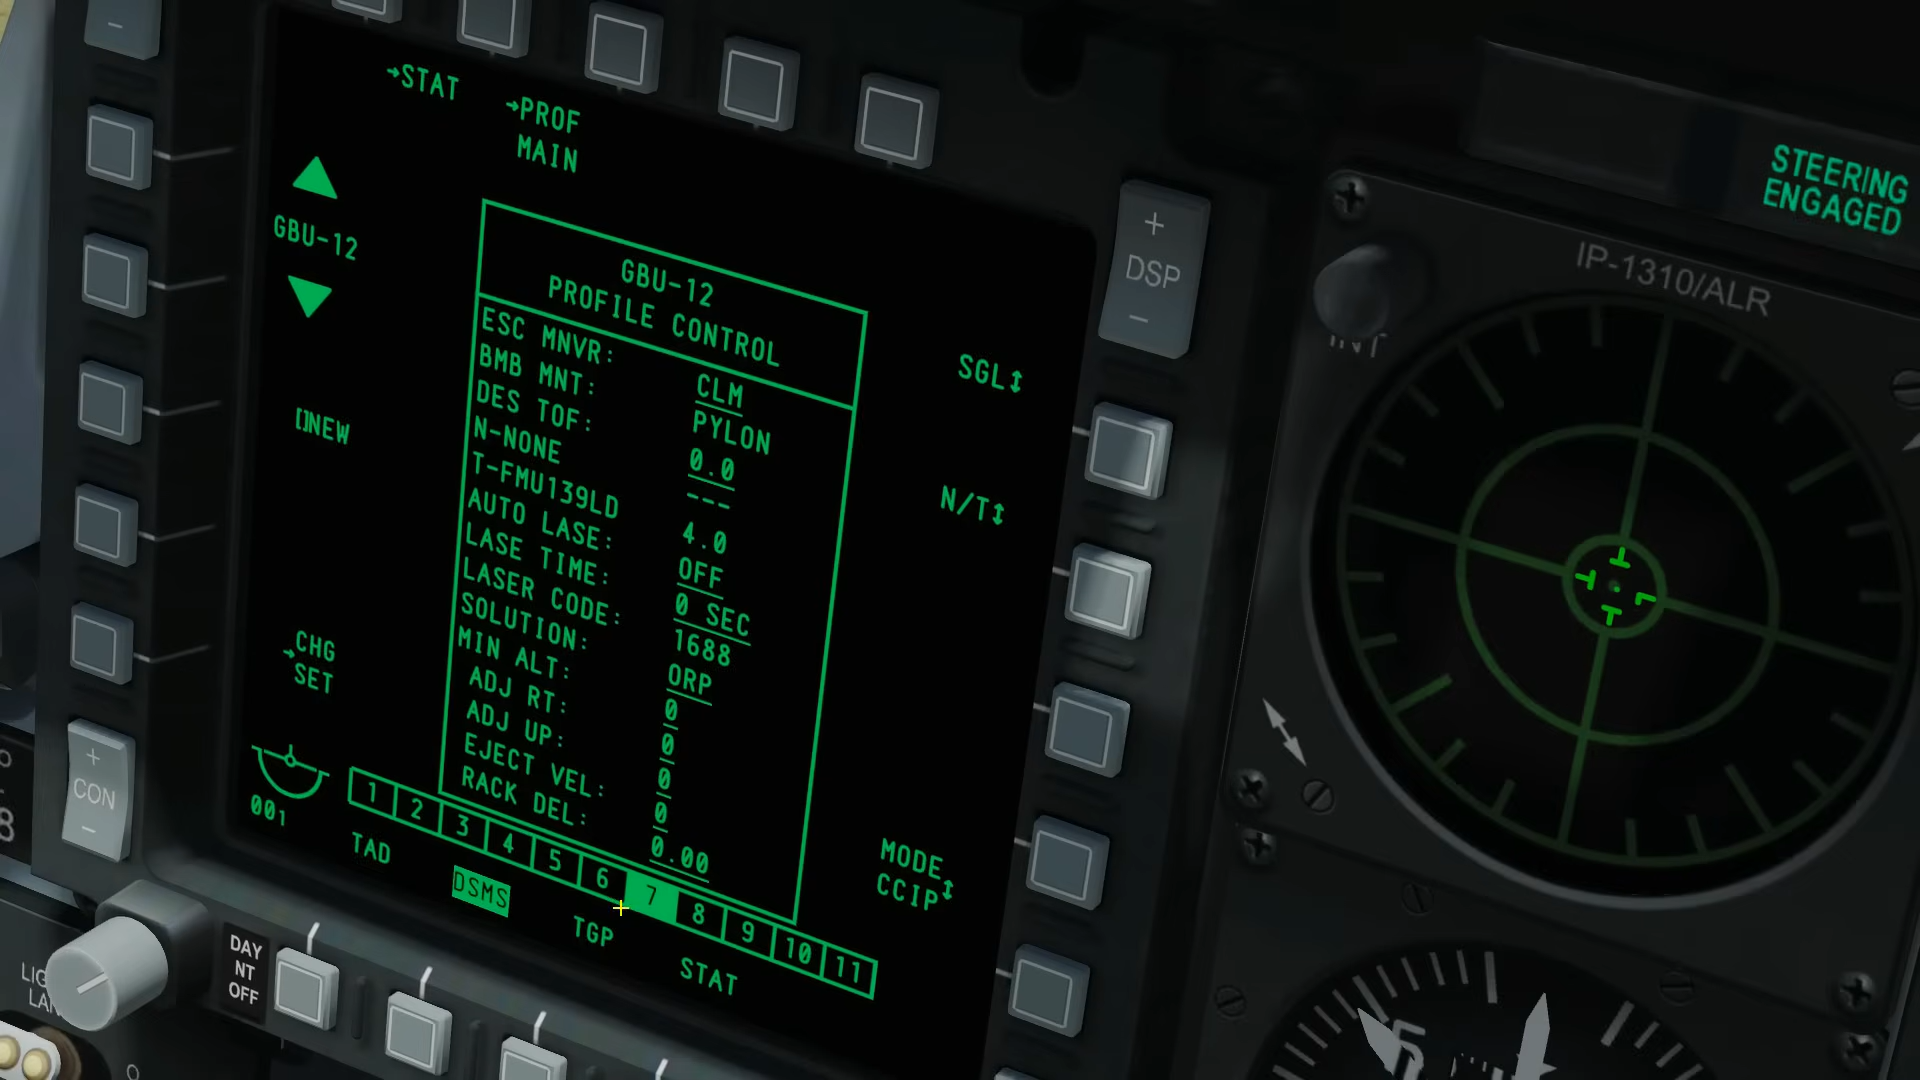 →STAT
→PROF
MAIN
GBU-12
[]NEW
→CHG
SET
001
GBU-12
PROFILE CONTROL
ESC MNVR: CLM
BMB MNT: PYLON
DES TOF: 0.0
N-NONE ---
T-FMU139LD 4.0
AUTO LASE: OFF
LASE TIME: 0 SEC
LASER CODE: 1688
SOLUTION: ORP
MIN ALT: 0
ADJ RT: 0
ADJ UP: 0
EJECT VEL: 0
RACK DEL: 0.00
SGL↕
N/T↕
MODE
CCIP↕
1 2 3 4 5 6 7 8 9 10 11
TAD
DSMS
TGP
STAT
+
DSP
-
+
CON
-
DAY
NT
OFF
STEERING
ENGAGED
IP-1310/ALR
INT
8